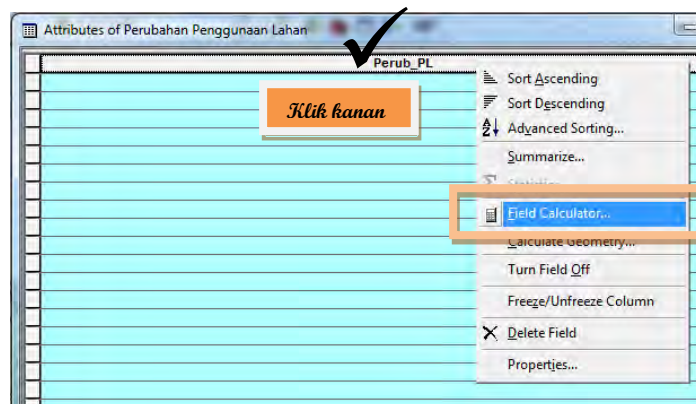 Attributes of Perubahan Penggunaan Lahan
Perub_PL
Klik kanan
Sort Ascending
Sort Descending
Advanced Sorting...
Summarize...
Statistics...
Field Calculator...
Calculate Geometry...
Turn Field Off
Freeze/Unfreeze Column
Delete Field
Properties...